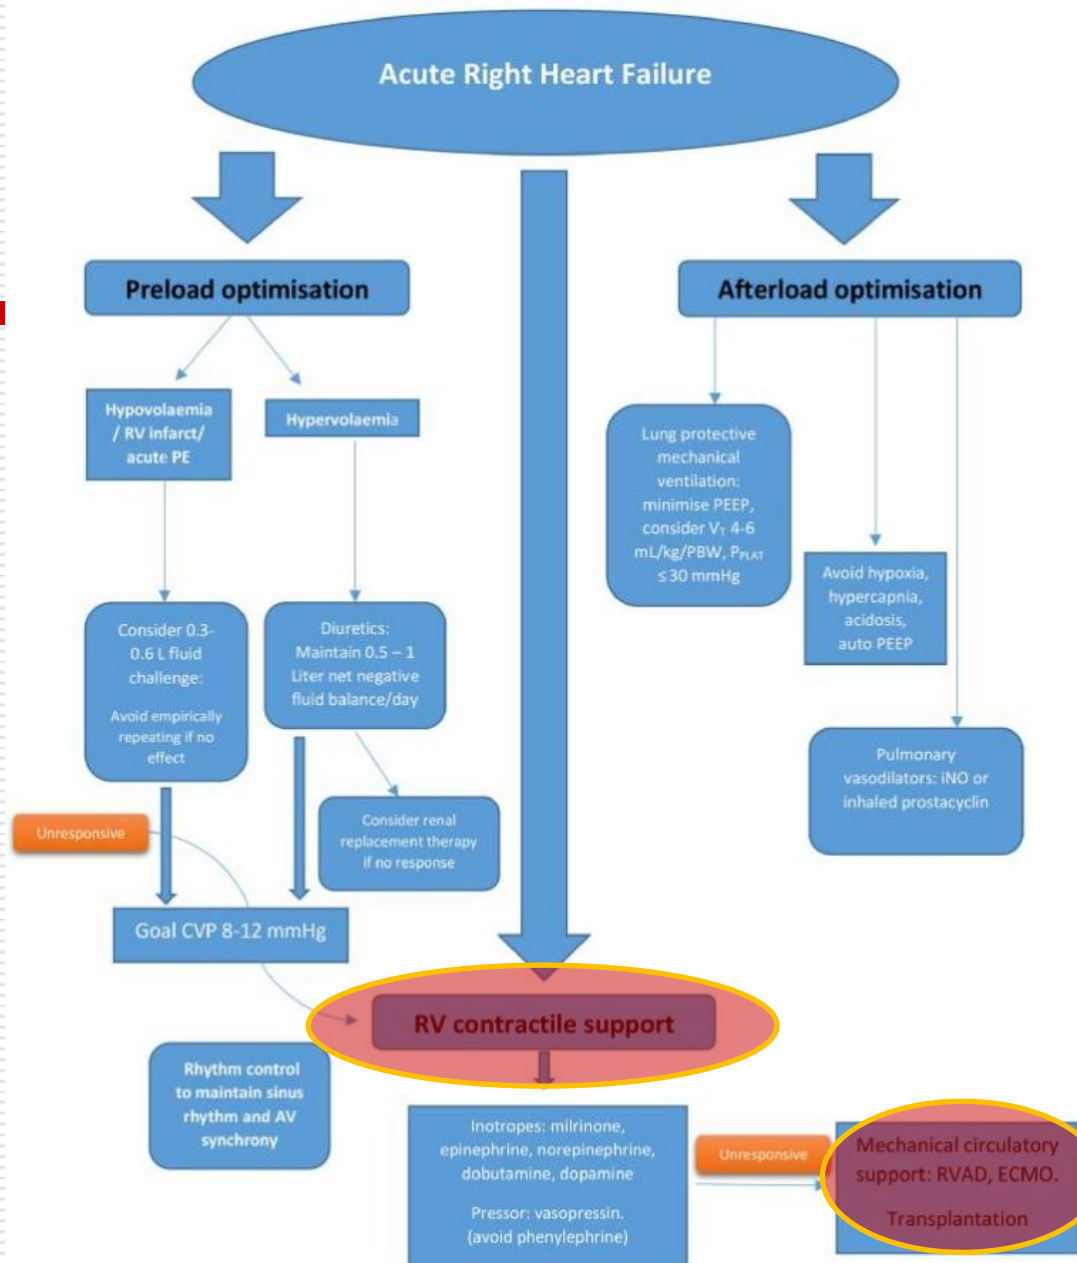 Acute Right Heart Failure
Preload optimisation
Hypovolaemia
/ RV infarct/
acute PE
Hypervolaemia
Consider 0.3-
0.6 L fluid
challenge:
Avoid empirically
repeating if no
effect
Diuretics:
Maintain 0.5 – 1
Liter net negative
fluid balance/day
Consider renal
replacement therapy
if no response
Unresponsive
Goal CVP 8-12 mmHg
Afterload optimisation
Lung protective
mechanical
ventilation:
minimise PEEP,
consider VT 4-6
mL/kg/PBW, PPLAT
≤ 30 mmHg
Avoid hypoxia,
hypercapnia,
acidosis,
auto PEEP
Pulmonary
vasodilators: iNO or
inhaled prostacyclin
RV contractile support
Rhythm control
to maintain sinus
rhythm and AV
synchrony
Inotropes: milrinone,
epinephrine, norepinephrine,
dobutamine, dopamine
Pressor: vasopressin.
(avoid phenylephrine)
Unresponsive
Mechanical circulatory
support: RVAD, ECMO.
Transplantation